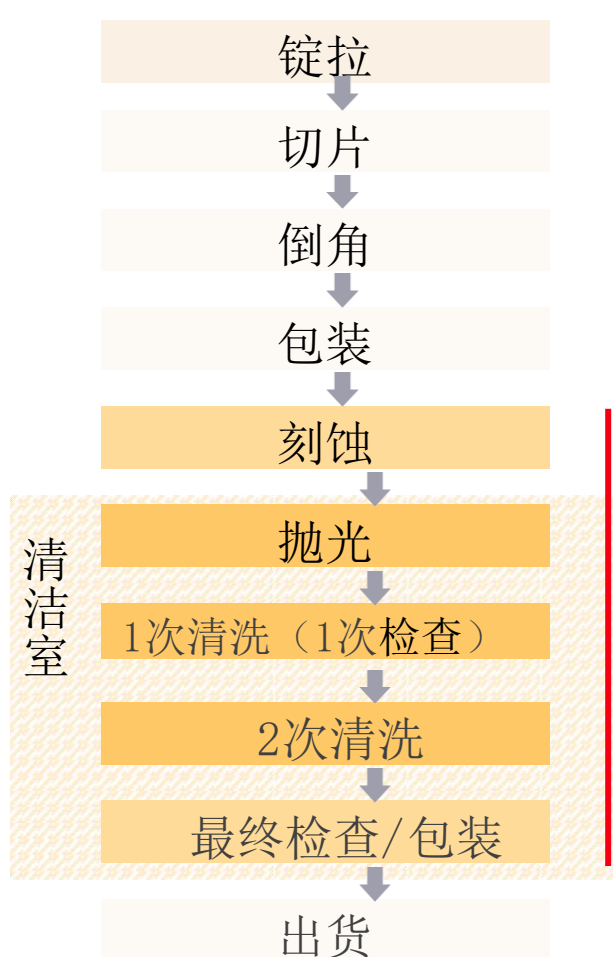 锭拉
切片
倒角
包装
刻蚀
抛光
清洁室
1次清洗（1次检查）
2次清洗
最终检查/包装
出货